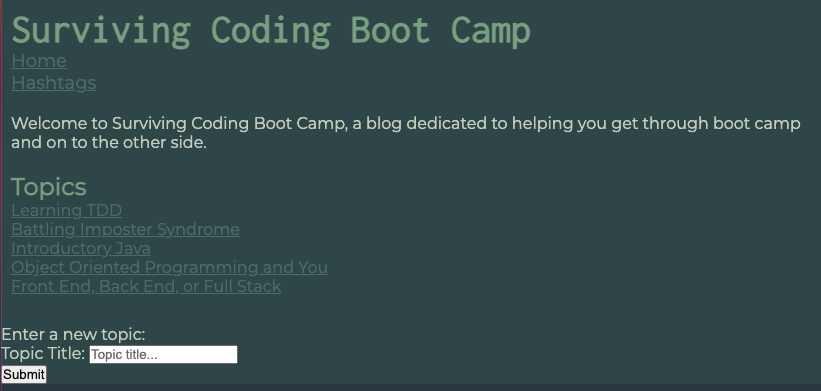 Surviving Coding Boot Camp
Home
Hashtags
Welcome to Surviving Coding Boot Camp, a blog dedicated to helping you get through boot camp
and on to the other side.
Topics
Learning TDD
Battling Imposter Syndrome
Introductory Java
Object Oriented Programming and You
Front End, Back End, or Full Stack
Enter a new topic:
Topic Title: Topic title...
Submit